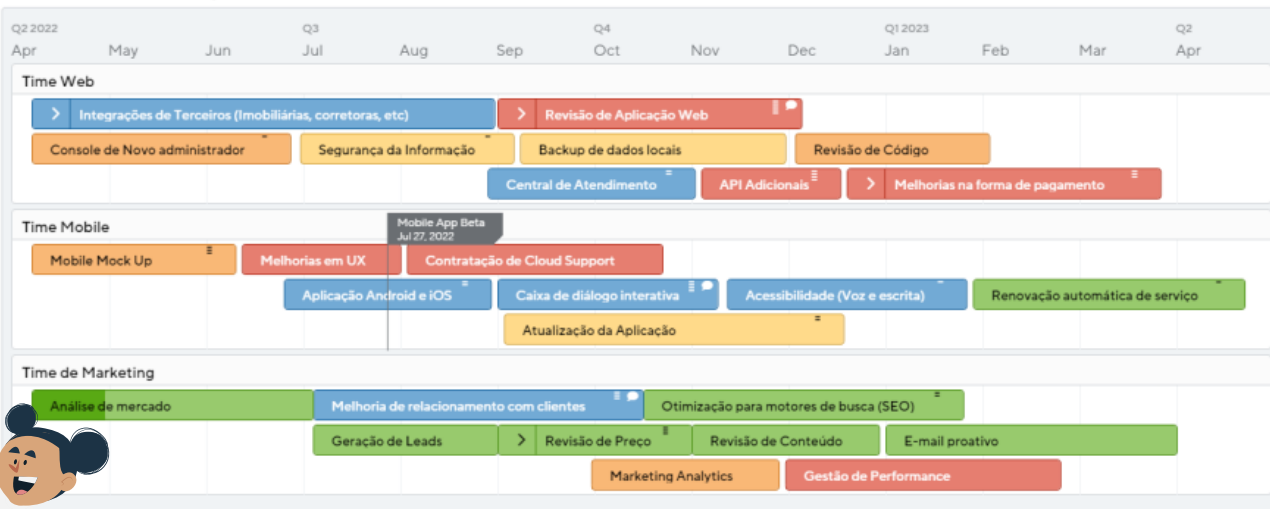 Q2 2022 Q3 Q4 Q1 2023 Q2
Apr May Jun Jul Aug Sep Oct Nov Dec Jan Feb Mar Apr
Time Web
Integrações de Terceiros (Imobiliárias, corretoras, etc) Revisão de Aplicação Web
Console de Novo administrador Segurança da Informação Backup de dados locais Revisão de Código
Central de Atendimento API Adicionais Melhorias na forma de pagamento
Time Mobile
Mobile App Beta
Jul 27, 2022
Mobile Mock Up Melhorias em UX Contratação de Cloud Support
Aplicação Android e iOS Caixa de diálogo interativa Acessibilidade (Voz e escrita) Renovação automática de serviço
Atualização da Aplicação
Time de Marketing
Análise de mercado Melhoria de relacionamento com clientes Otimização para motores de busca (SEO)
Geração de Leads Revisão de Preço Revisão de Conteúdo E-mail proativo
Marketing Analytics Gestão de Performance